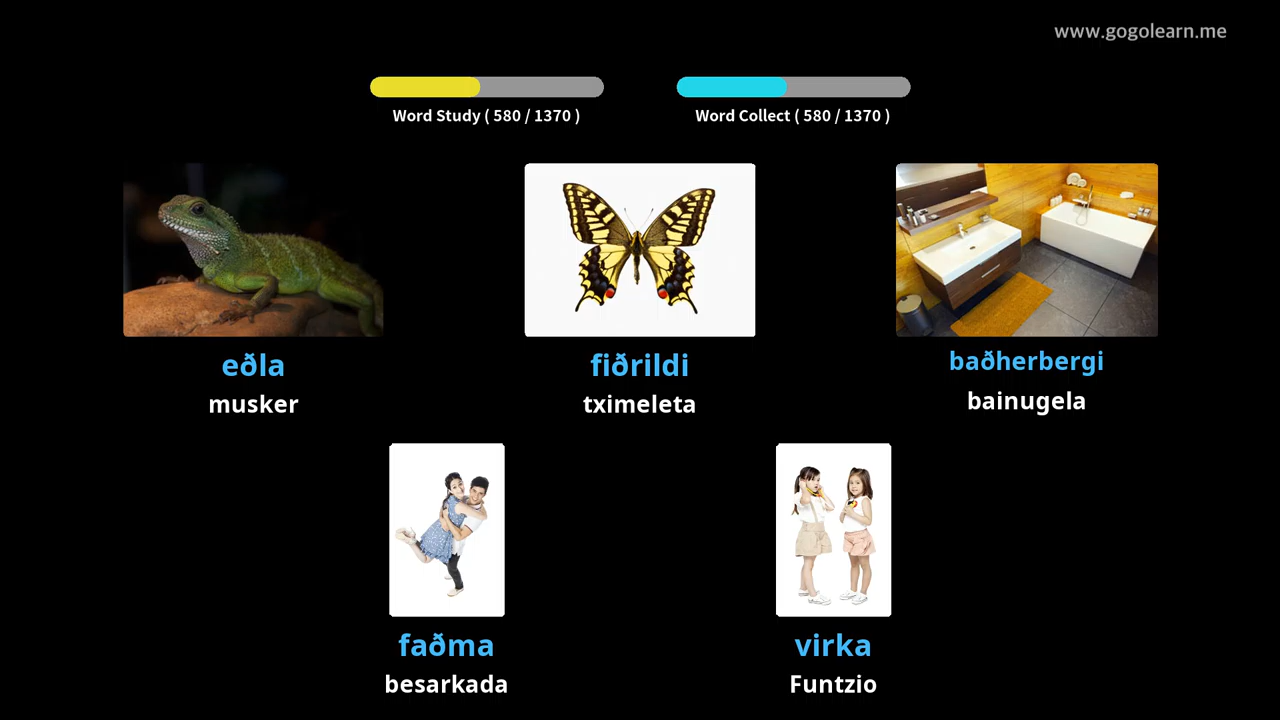 www.gogolearn.me
Word Study ( 580 / 1370 )
Word Collect ( 580 / 1370 )
eðla
musker
fiðrildi
tximeleta
baðherbergi
bainugela
faðma
besarkada
virka
Funtzio